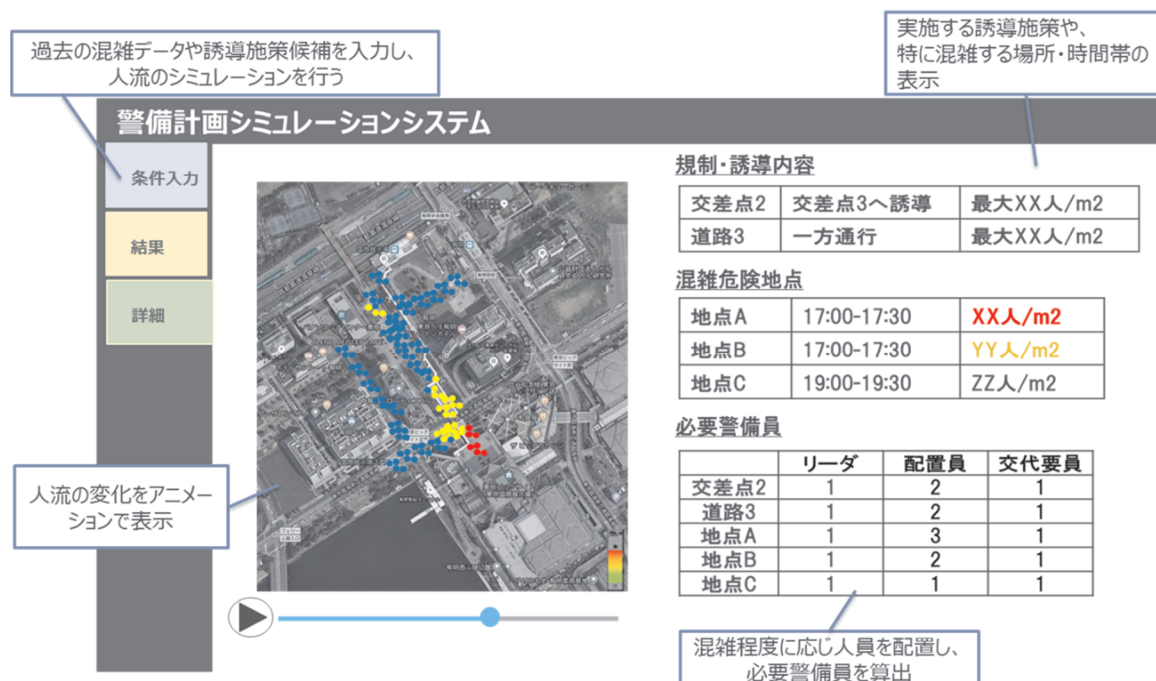 過去の混雑データや誘導施策候補を入力し、
人流のシミュレーションを行う
実施する誘導施策や、
特に混雑する場所・時間帯の
表示
警備計画シミュレーションシステム
条件入力
結果
詳細
人流の変化をアニメー
ションで表示
規制・誘導内容
交差点2 交差点3へ誘導 最大XX人/m2
道路3 一方通行 最大XX人/m2
混雑危険地点
地点A 17:00-17:30 XX人/m2
地点B 17:00-17:30 YY人/m2
地点C 19:00-19:30 ZZ人/m2
必要警備員
リーダ 配置員 交代要員
交差点2 1 2 1
道路3 1 2 1
地点A 1 3 1
地点B 1 2 1
地点C 1 1 1
混雑程度に応じ人員を配置し、
必要警備員を算出